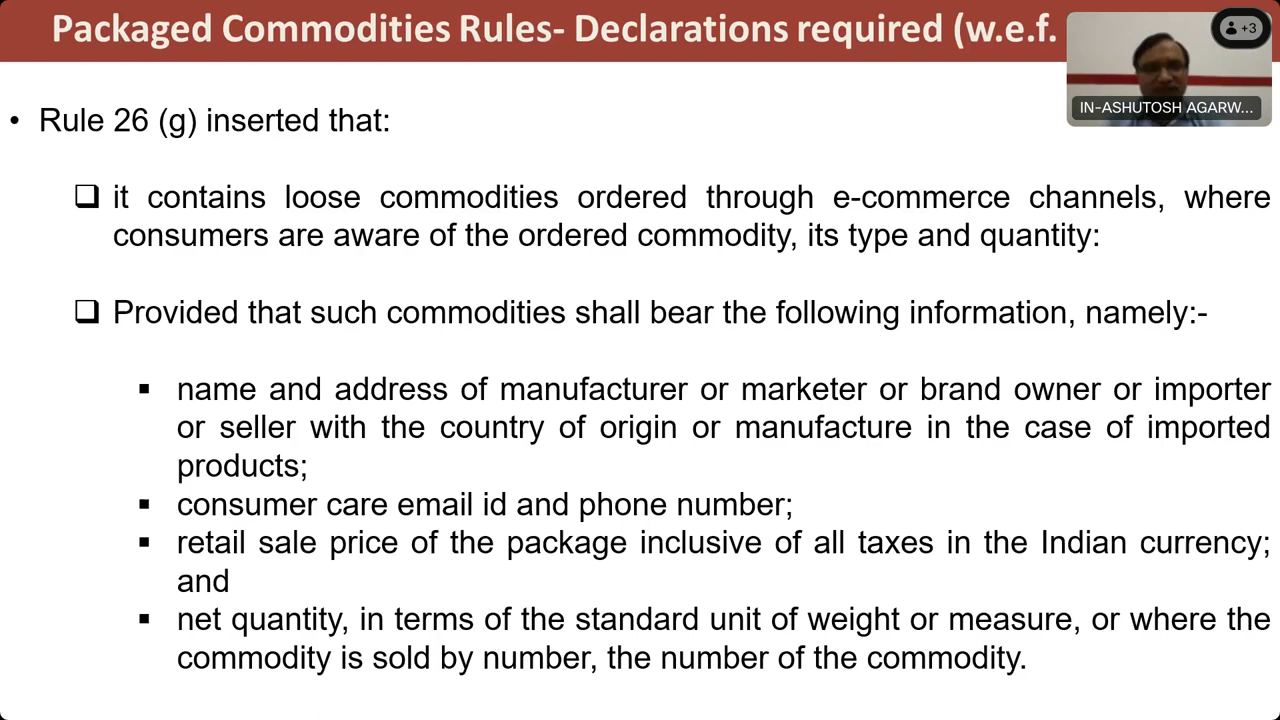 Packaged Commodities Rules- Declarations required (w.e.f.
+3
IN-ASHUTOSH AGARW...
• Rule 26 (g) inserted that:
❑ it contains loose commodities ordered through e-commerce channels, where
consumers are aware of the ordered commodity, its type and quantity:
❑ Provided that such commodities shall bear the following information, namely:-
▪ name and address of manufacturer or marketer or brand owner or importer
or seller with the country of origin or manufacture in the case of imported
products;
▪ consumer care email id and phone number;
▪ retail sale price of the package inclusive of all taxes in the Indian currency;
and
▪ net quantity, in terms of the standard unit of weight or measure, or where the
commodity is sold by number, the number of the commodity.